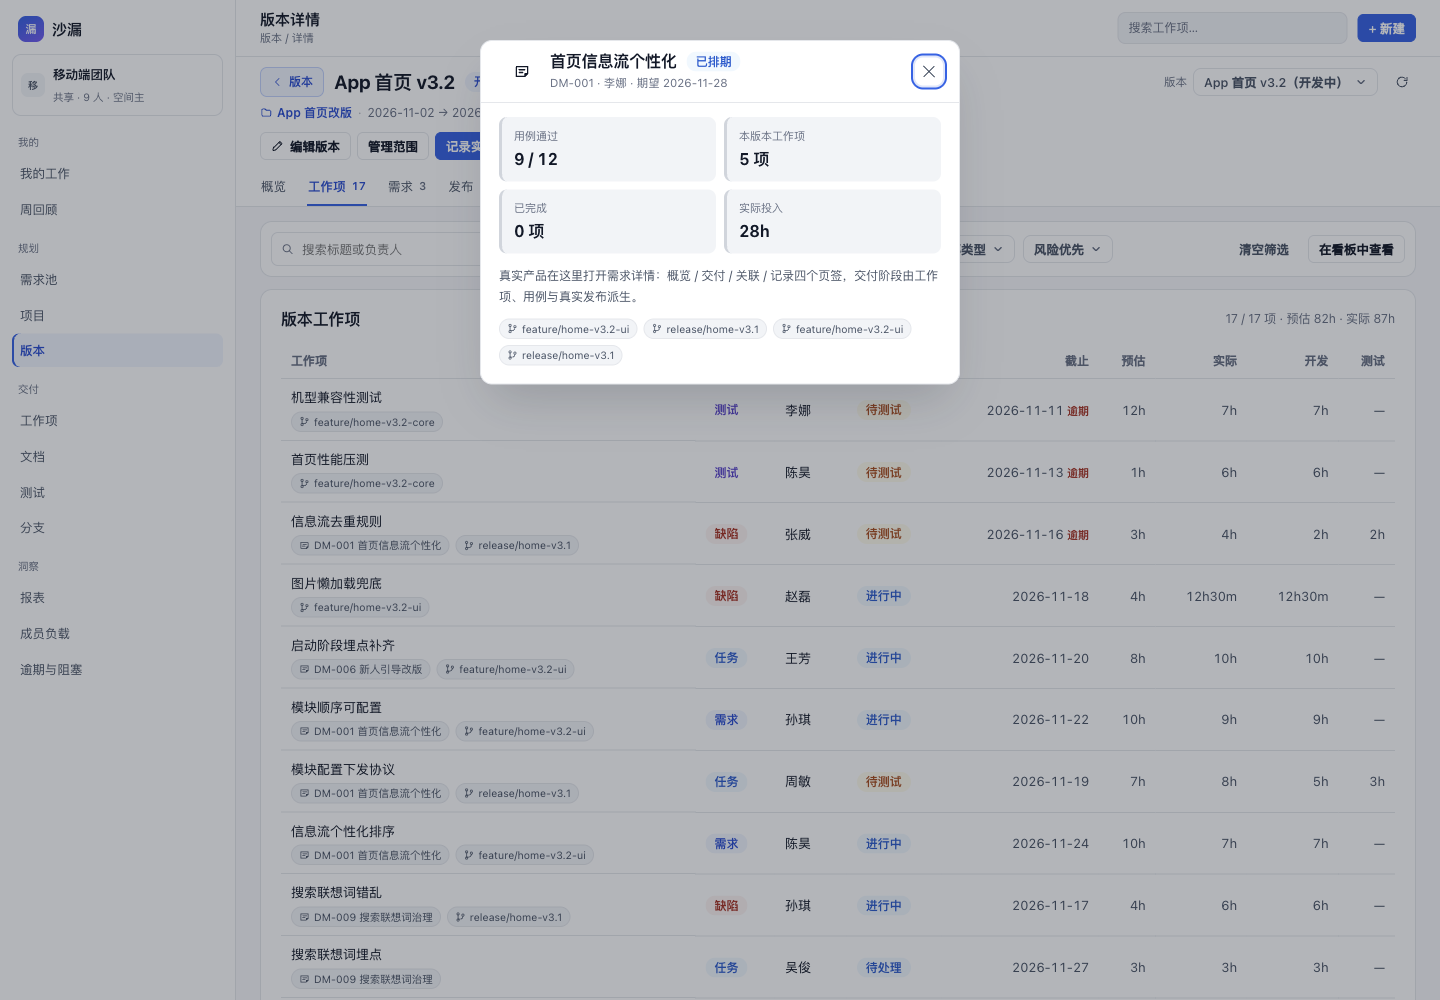 漏 沙漏
移 移动端团队
共享 · 9 人 · 空间主
我的
我的工作
周回顾
规划
需求池
项目
版本
交付
工作项
文档
测试
分支
洞察
报表
成员负载
逾期与阻塞
版本详情
版本 / 详情
搜索工作项...
+ 新建
版本
App 首页 v3.2
版本 App 首页 v3.2（开发中）
App 首页改版 · 2026-11-02 → 2026
编辑版本 管理范围 记录实
概览 工作项 17 需求 3 发布
搜索标题或负责人
类型 风险优先 清空筛选 在看板中查看
首页信息流个性化 已排期
DM-001 · 李娜 · 期望 2026-11-28
用例通过
9 / 12
本版本工作项
5 项
已完成
0 项
实际投入
28h
真实产品在这里打开需求详情：概览 / 交付 / 关联 / 记录四个页签，交付阶段由工作
项、用例与真实发布派生。
feature/home-v3.2-ui release/home-v3.1 feature/home-v3.2-ui
release/home-v3.1
版本工作项 17 / 17 项 · 预估 82h · 实际 87h
工作项 截止 预估 实际 开发 测试
机型兼容性测试
feature/home-v3.2-core
测试 李娜 待测试 2026-11-11 逾期 12h 7h 7h —
首页性能压测
feature/home-v3.2-core
测试 陈昊 待测试 2026-11-13 逾期 1h 6h 6h —
信息流去重规则
DM-001 首页信息流个性化 release/home-v3.1
缺陷 张威 待测试 2026-11-16 逾期 3h 4h 2h 2h
图片懒加载兜底
feature/home-v3.2-ui
缺陷 赵磊 进行中 2026-11-18 4h 12h30m 12h30m —
启动阶段埋点补齐
DM-006 新人引导改版 feature/home-v3.2-ui
任务 王芳 进行中 2026-11-20 8h 10h 10h —
模块顺序可配置
DM-001 首页信息流个性化 feature/home-v3.2-ui
需求 孙琪 进行中 2026-11-22 10h 9h 9h —
模块配置下发协议
DM-001 首页信息流个性化 release/home-v3.1
任务 周敏 待测试 2026-11-19 7h 8h 5h 3h
信息流个性化排序
DM-001 首页信息流个性化 feature/home-v3.2-ui
需求 陈昊 进行中 2026-11-24 10h 7h 7h —
搜索联想词错乱
DM-009 搜索联想词治理 release/home-v3.1
缺陷 孙琪 进行中 2026-11-17 4h 6h 6h —
搜索联想词埋点
DM-009 搜索联想词治理
任务 吴俊 待处理 2026-11-27 3h 3h 3h —